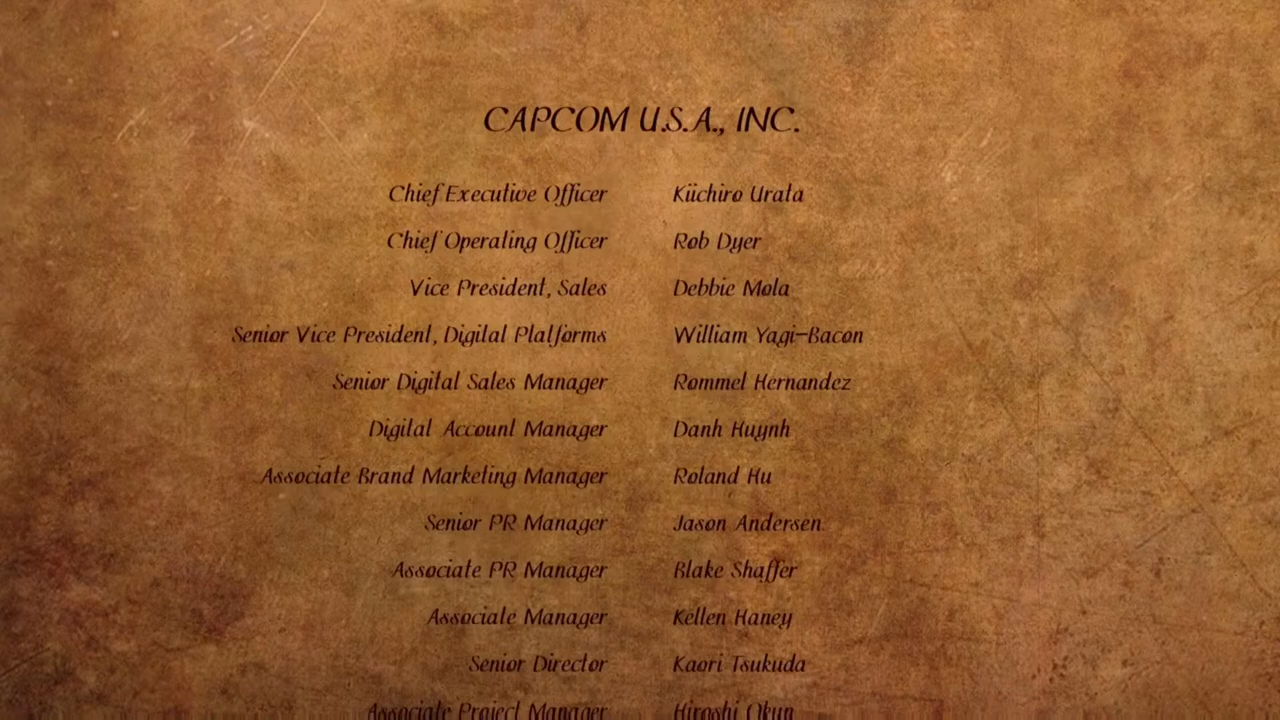 CAPCOM U.S.A., INC.
Chief Executive Officer Kiichiro Urata
Chief Operating Officer Rob Dyer
Vice President, Sales Debbie Mola
Senior Vice President, Digital Platforms William Yagi-Bacon
Senior Digital Sales Manager Rommel Hernandez
Digital Account Manager Danh Huynh
Associate Brand Marketing Manager Roland Hu
Senior PR Manager Jason Andersen
Associate PR Manager Blake Shaffer
Associate Manager Kellen Haney
Senior Director Kaori Tsukuda
Associate Project Manager Hiroshi Okun